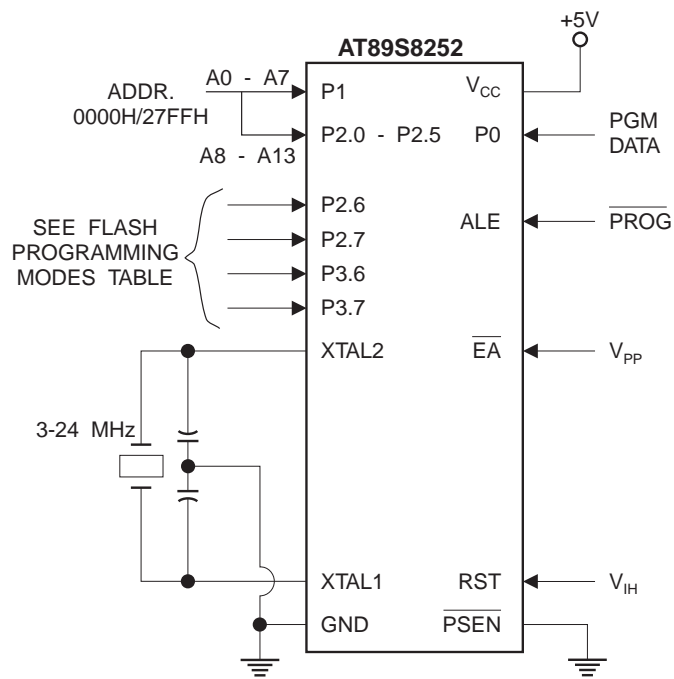 +5V
AT89S8252
A0 - A7
ADDR.
0000H/27FFH
P1
VCC
A8 - A13
P2.0 - P2.5
P0
PGM
DATA
SEE FLASH
PROGRAMMING
MODES TABLE
P2.6
P2.7
P3.6
P3.7
ALE
PROG
XTAL2
EA
VPP
3-24 MHz
XTAL1
RST
VIH
GND
PSEN